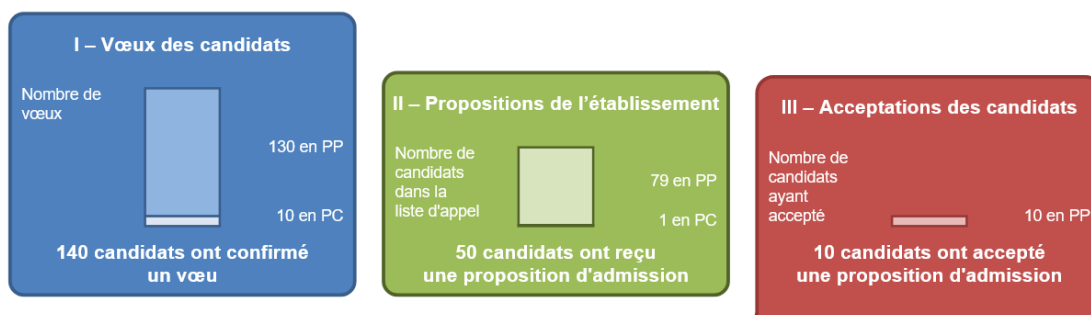 I – Vœux des candidats
Nombre de
vœux
130 en PP
10 en PC
140 candidats ont confirmé
un vœu
II – Propositions de l'établissement
Nombre de
candidats
dans la
liste d'appel
79 en PP
1 en PC
50 candidats ont reçu
une proposition d'admission
III – Acceptations des candidats
Nombre de
candidats
ayant
accepté
10 en PP
10 candidats ont accepté
une proposition d'admission